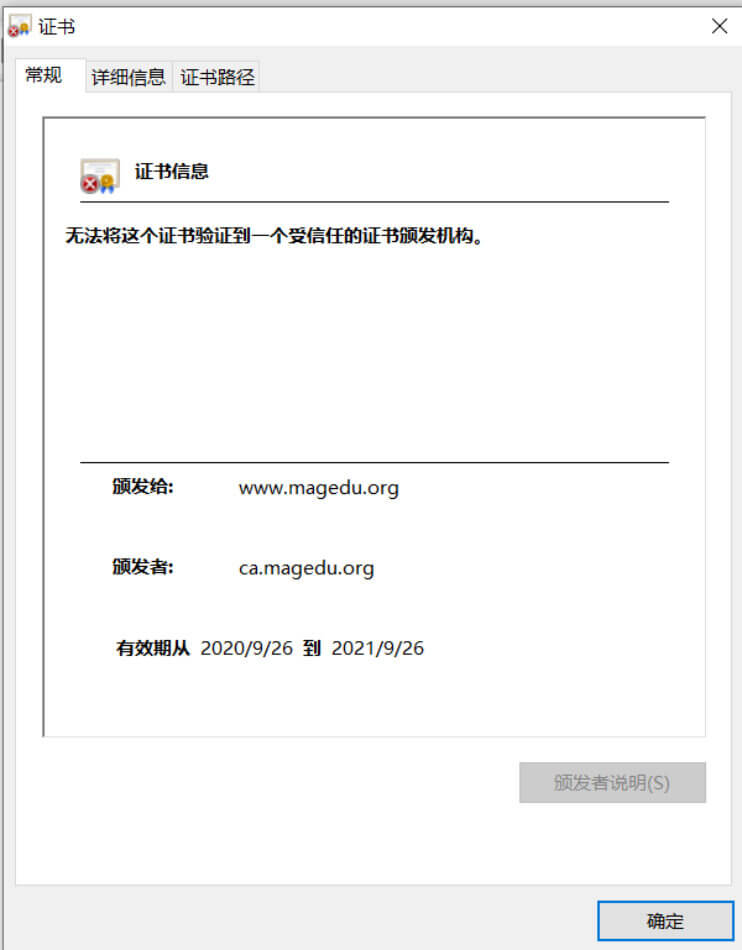 证书
常规 详细信息 证书路径
证书信息
无法将这个证书验证到一个受信任的证书颁发机构。
颁发给: www.magedu.org
颁发者: ca.magedu.org
有效期从 2020/9/26 到 2021/9/26
颁发者说明(S)
确定